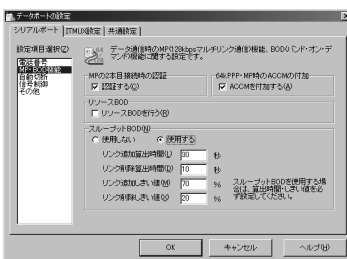 データポートの設定
シリアルポート ITMUX設定 共通設定
設定項目選択(Z)
電話番号
MP・BOD機能
自動切断
信号制御
その他
データ通信時のMP(128kbpsマルチリンク通信)機能、BOD(バンド・オン・デマンド)機能に関する設定です。
MPの2本目接続時の認証
認証する(C)
64kPPP・MP時のACCMの付加
ACCMを付加する(A)
リソースBOD
リソースBODを行う(R)
スループットBOD(N)
使用しない
使用する
リンク追加算出時間(L) 30 秒
リンク削除算出時間(D) 10 秒
リンク追加しきい値(M) 70 %
リンク削除しきい値(X) 20 %
スループットBODを使用する場合は、算出時間・しきい値を必ず設定してください。
OK キャンセル ヘルプ(H)